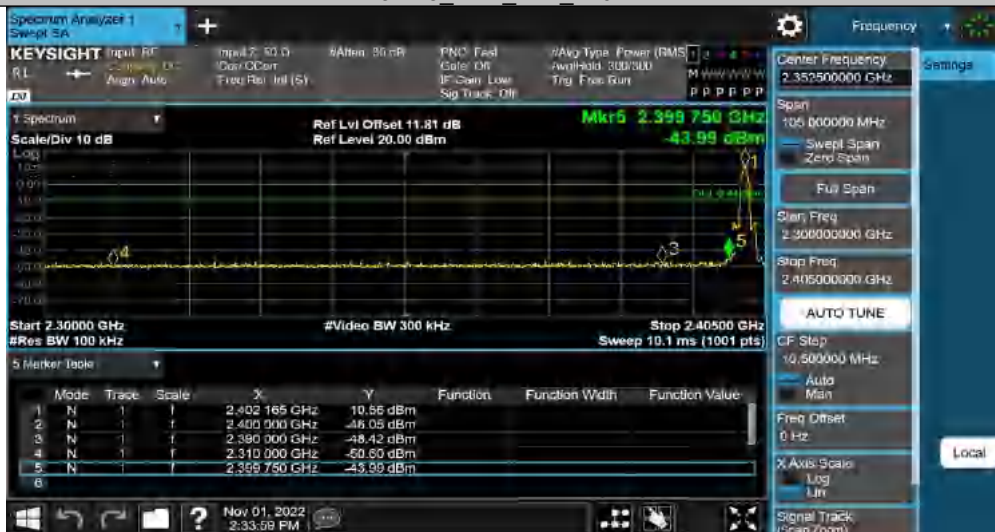 Spectrum Analyzer 1
Swept SA
Frequency
KEYSIGHT Input: RF
Input Z: 50 Ω
#Atten: 30 dB
PNO: Fast
#Avg Type: Power (RMS
Align: Auto
Corr CCorr
Freq Ref: Int (S)
Gate: Off
IF Gain: Low
Sig Track: Off
Avg|Hold: 300/300
Trig: Free Run
M W W W W W
P P P P P P
Center Frequency
2.352500000 GHz
Settings
1 Spectrum
Scale/Div 10 dB
Log
Ref Lvl Offset 11.81 dB
Ref Level 20.00 dBm
Mkr5 2.399 750 GHz
-43.99 dBm
Span
105.000000 MHz
Swept Span
Zero Span
Full Span
Start Freq
2.300000000 GHz
Stop Freq
2.405000000 GHz
AUTO TUNE
1
4
3
5
Start 2.30000 GHz
#Res BW 100 kHz
#Video BW 300 kHz
Stop 2.40500 GHz
Sweep 10.1 ms (1001 pts)
CF Step
10.500000 MHz
Auto
Man
5 Marker Table
Mode Trace Scale X Y Function Function Width Function Value
1 N 1 f 2.402 165 GHz 10.56 dBm
2 N 1 f 2.400 000 GHz -46.05 dBm
3 N 1 f 2.390 000 GHz -48.42 dBm
4 N 1 f 2.310 000 GHz -50.60 dBm
5 N 1 f 2.399 750 GHz -43.99 dBm
6
Freq Offset
0 Hz
X Axis Scale
Log
Lin
Local
Signal Track
(Span Zoom)
Nov 01, 2022
2:33:59 PM